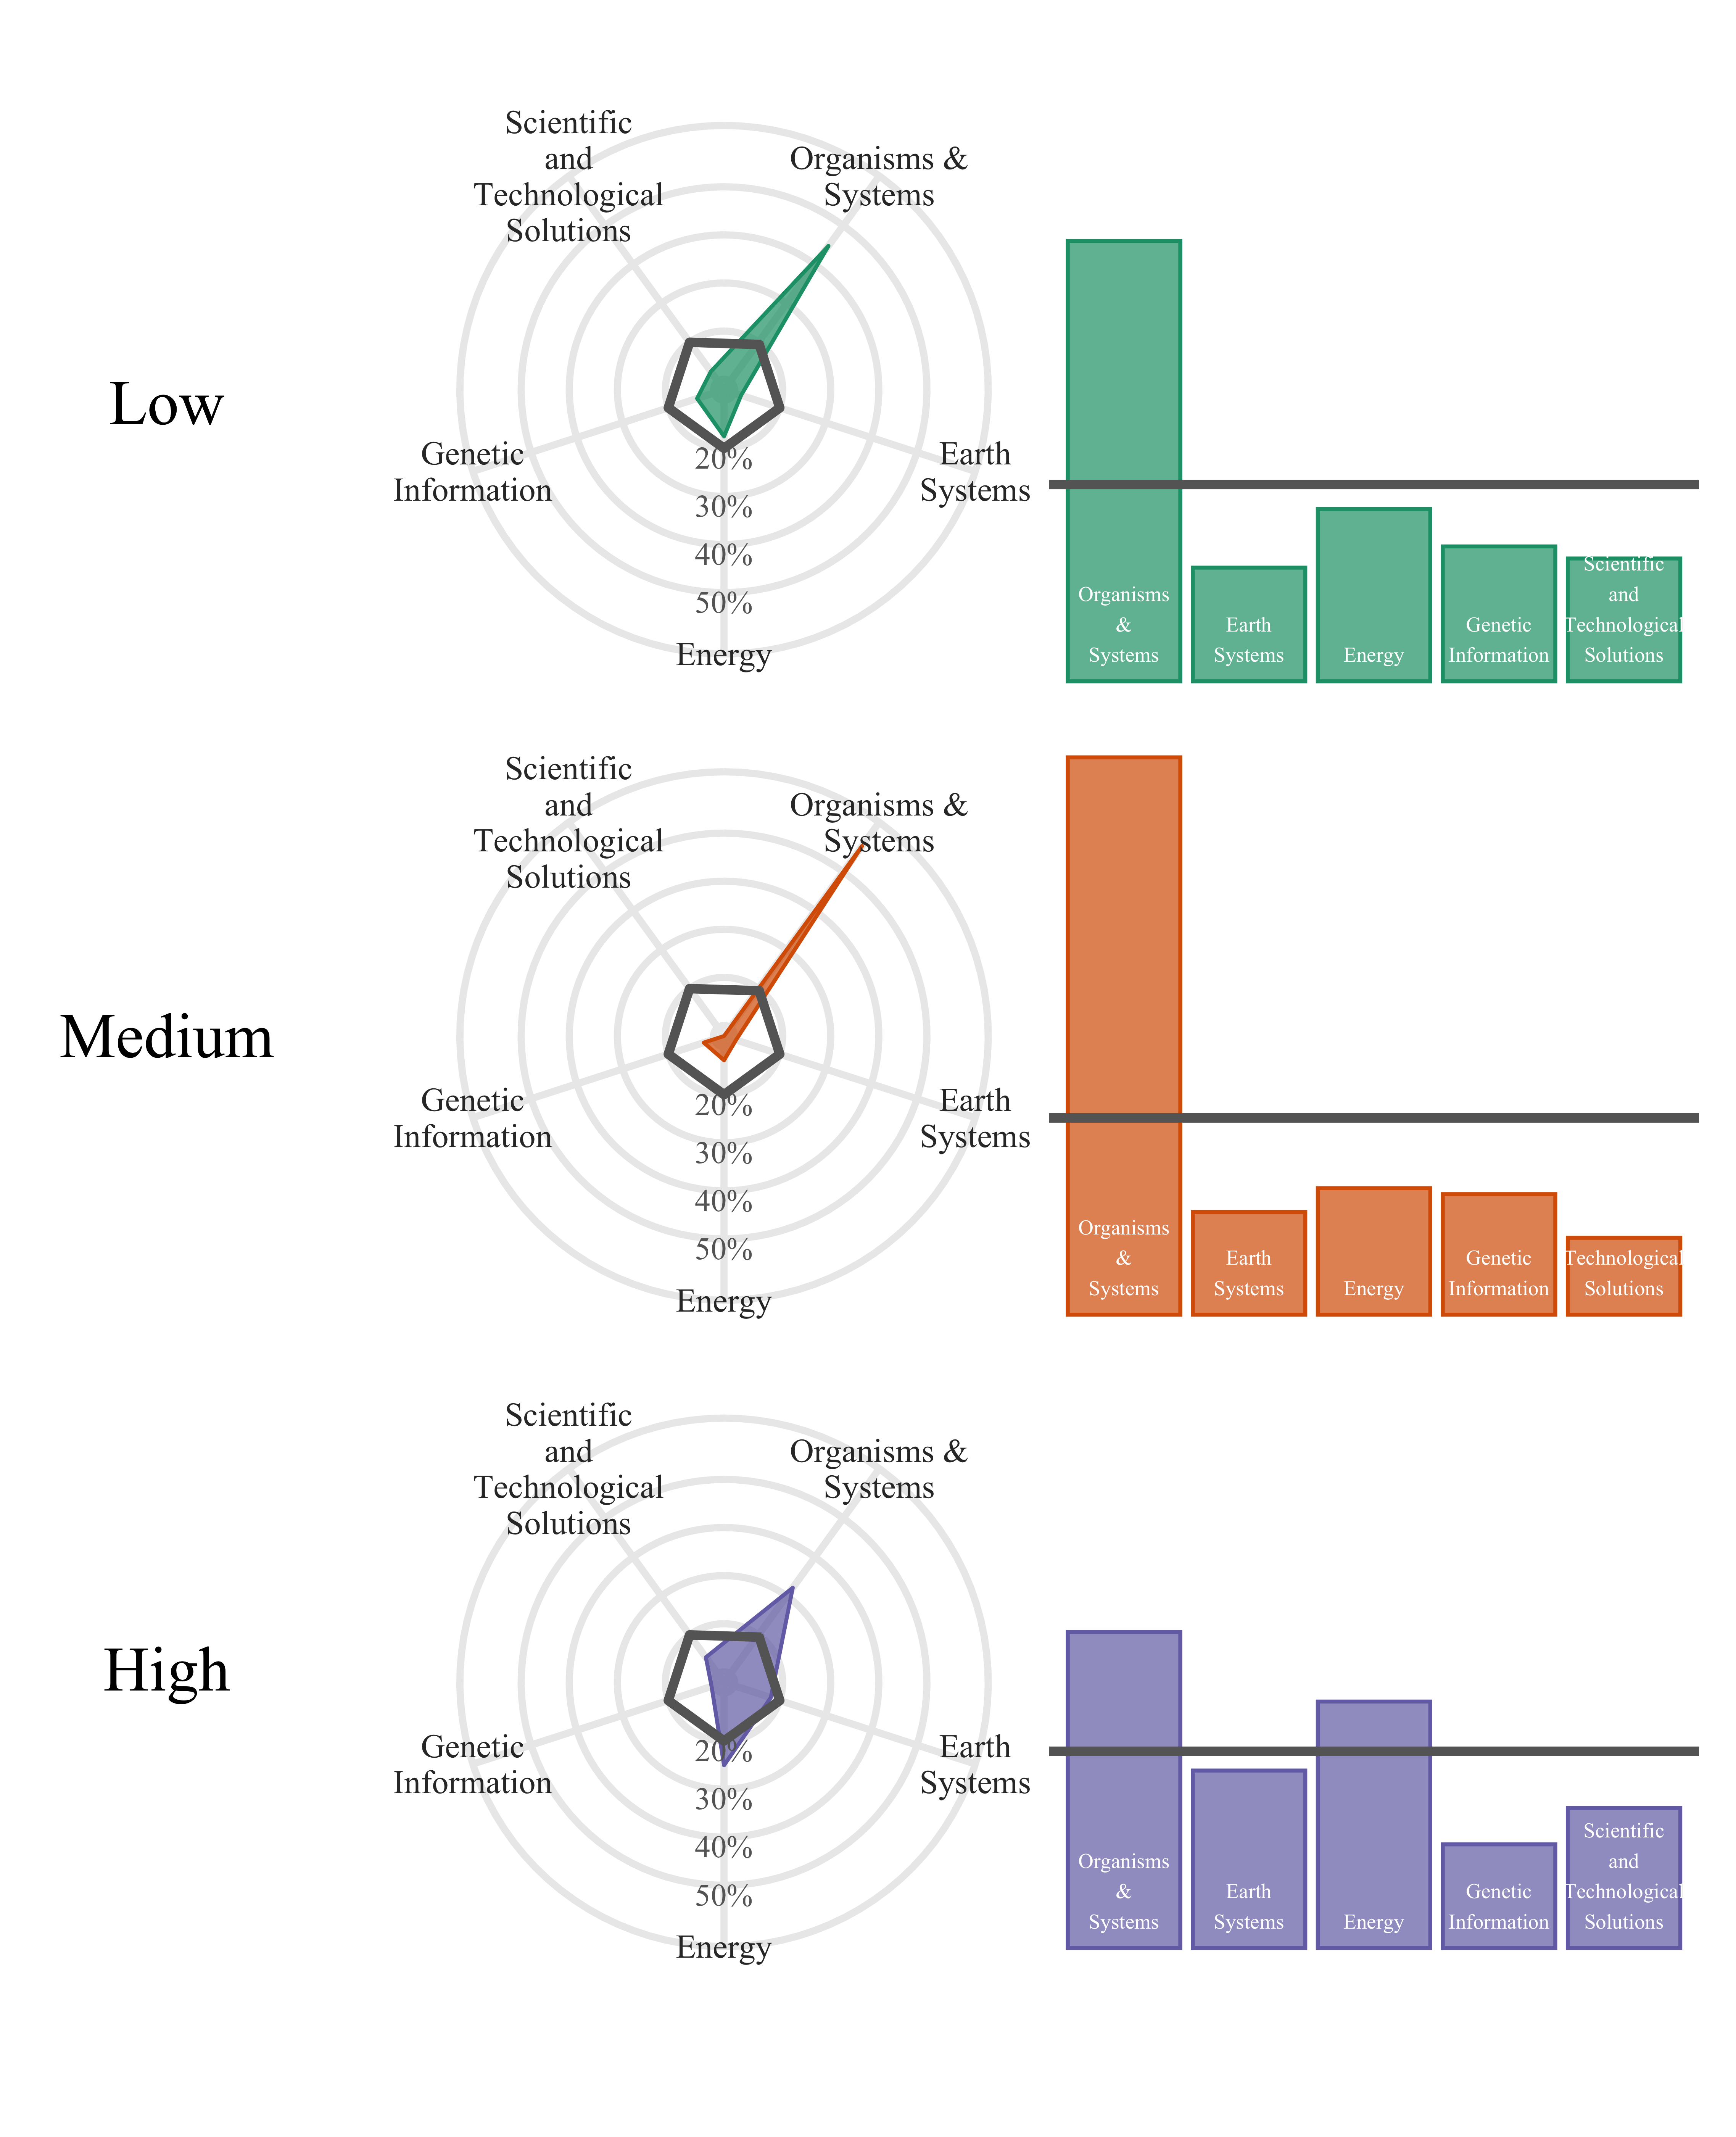 Scientific
and
Technological
Solutions
Organisms &
Systems
Low
Genetic
Information
Earth
Systems
20%
30%
40%
50%
Energy
Organisms
&
Systems
Earth
Systems
Energy
Genetic
Information
Scientific
and
Technological
Solutions
Scientific
and
Technological
Solutions
Organisms &
Systems
Medium
Genetic
Information
Earth
Systems
20%
30%
40%
50%
Energy
Organisms
&
Systems
Earth
Systems
Energy
Genetic
Information
Technological
Solutions
Scientific
and
Technological
Solutions
Organisms &
Systems
High
Genetic
Information
Earth
Systems
20%
30%
40%
50%
Energy
Organisms
&
Systems
Earth
Systems
Energy
Genetic
Information
Scientific
and
Technological
Solutions